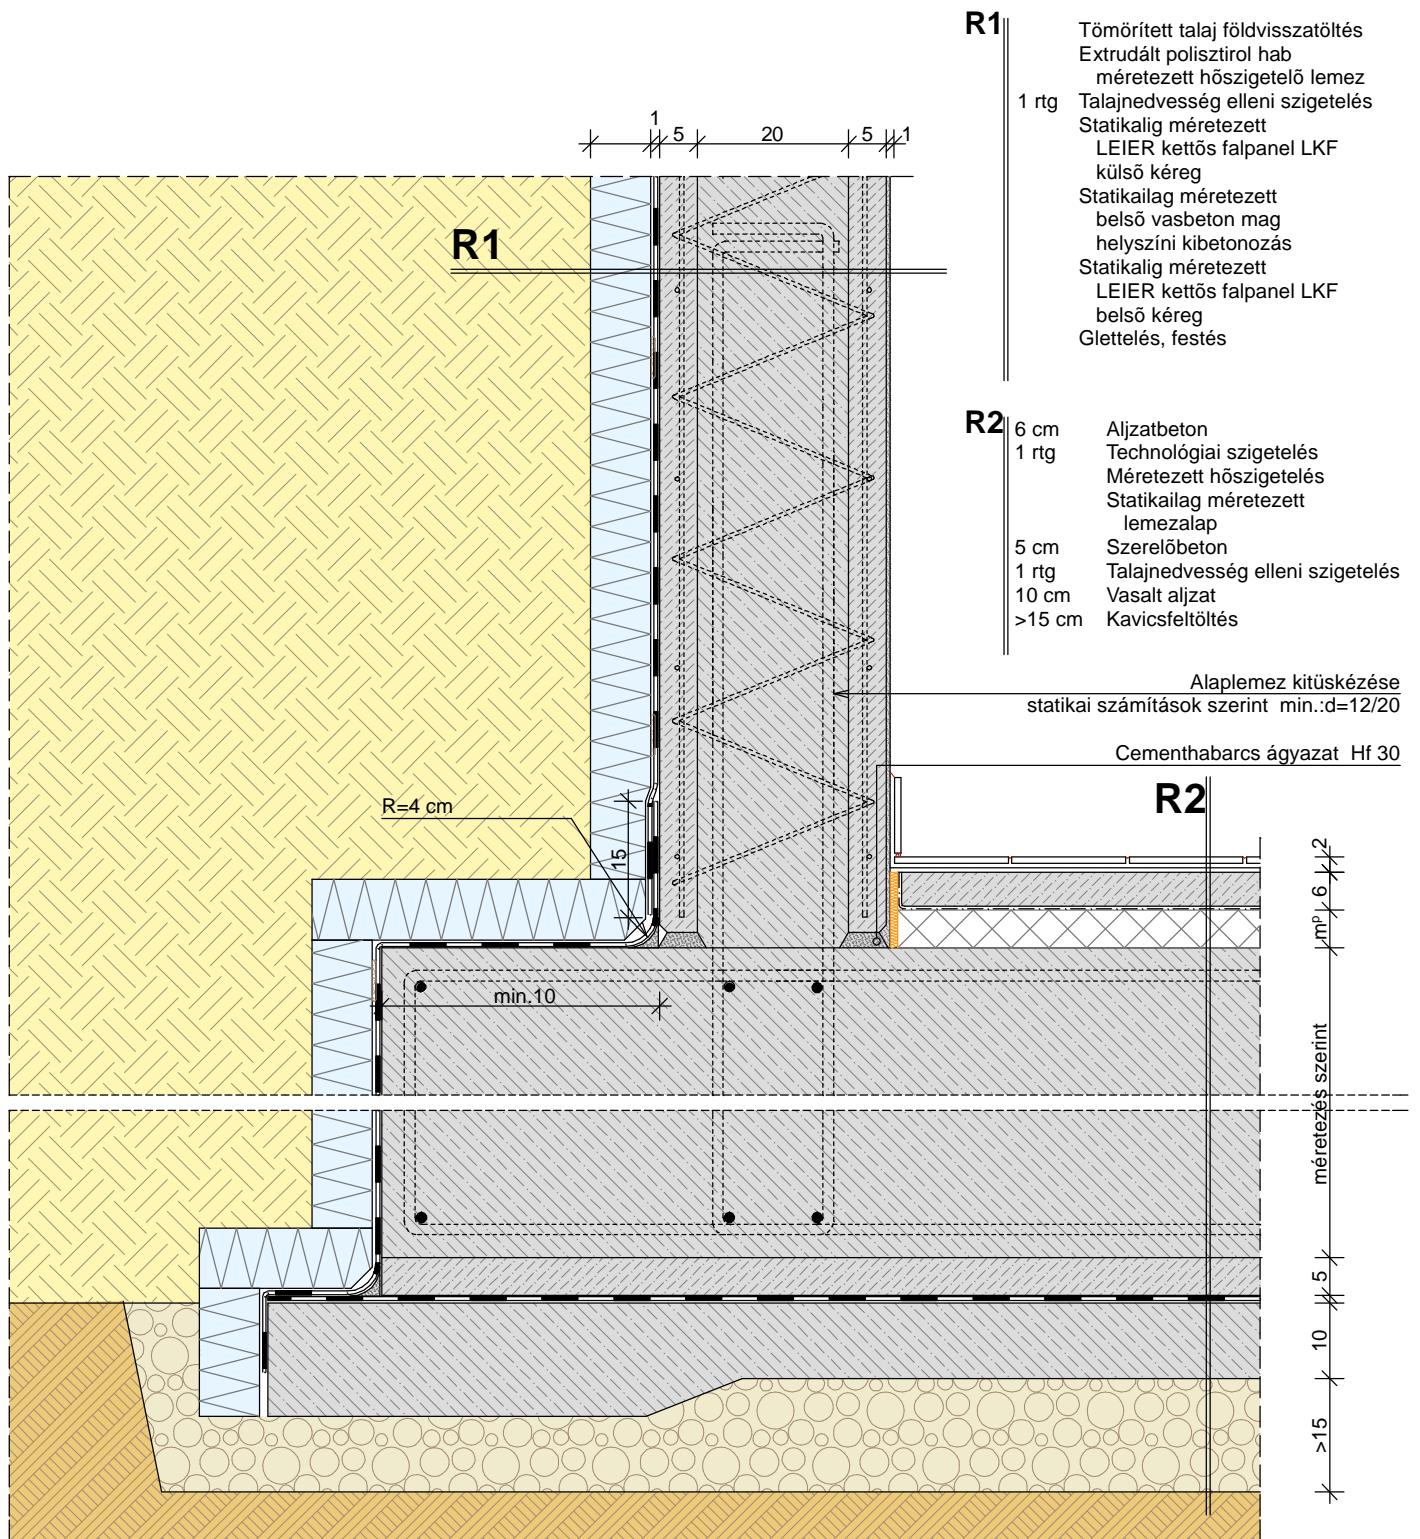 R1
Tömörített talaj földvisszatöltés
Extrudált polisztirol hab
méretezett hõszigetelõ lemez
1 rtg Talajnedvesség elleni szigetelés
Statikalig méretezett
LEIER kettõs falpanel LKF
külsõ kéreg
Statikailag méretezett
belsõ vasbeton mag
helyszíni kibetonozás
Statikalig méretezett
LEIER kettõs falpanel LKF
belsõ kéreg
Glettelés, festés
1 5 20 5 1
R1
R2
6 cm Aljzatbeton
1 rtg Technológiai szigetelés
Méretezett hõszigetelés
Statikailag méretezett
lemezalap
5 cm Szerelõbeton
1 rtg Talajnedvesség elleni szigetelés
10 cm Vasalt aljzat
>15 cm Kavicsfeltöltés
Alaplemez kitüskézése
statikai számítások szerint min.:d=12/20
Cementhabarcs ágyazat Hf 30
R2
R=4 cm
15
min.10
2
6
mᵖ
méretezés szerint
5
10
>15